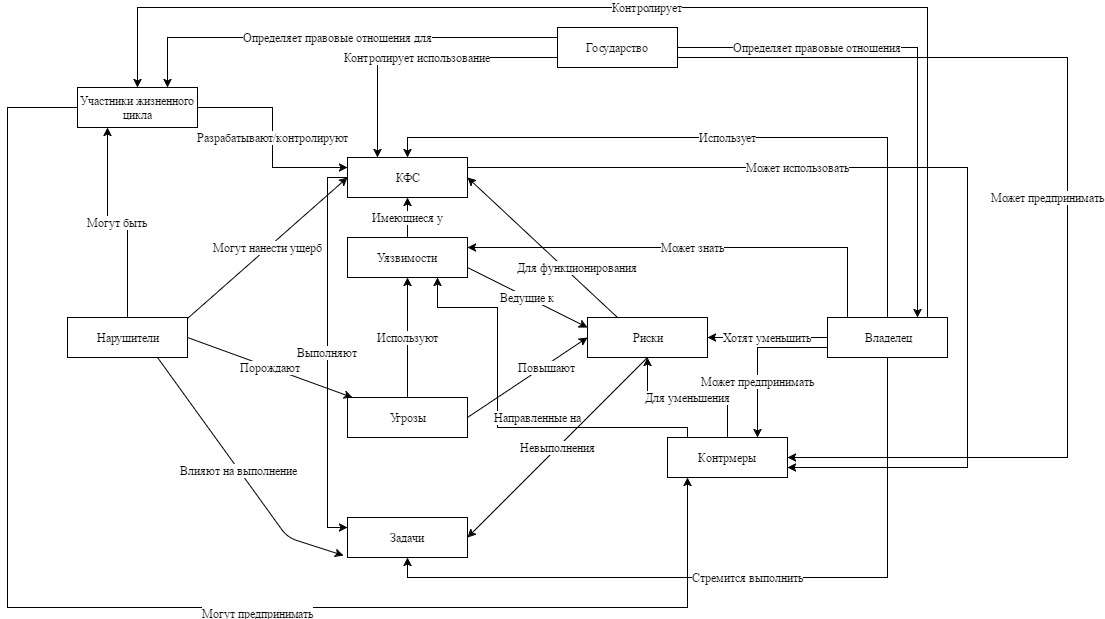 Контролирует
Определяет правовые отношения для
Государство
Определяет правовые отношения
Контролирует использование
Участники жизненного
цикла
Разрабатывают/контролируют
Использует
КФС
Может использовать
Может предпринимать
Имеющиеся у
Могут быть
Могут нанести ущерб
Уязвимости
Может знать
Для функционирования
Ведущие к
Нарушители
Используют
Риски
Хотят уменьшить
Владелец
Выполняют
Порождают
Повышают
Может предпринимать
Для уменьшения
Угрозы
Направленные на
Невыполнения
Контрмеры
Влияют на выполнение
Задачи
Стремится выполнить
Могут предпринимать